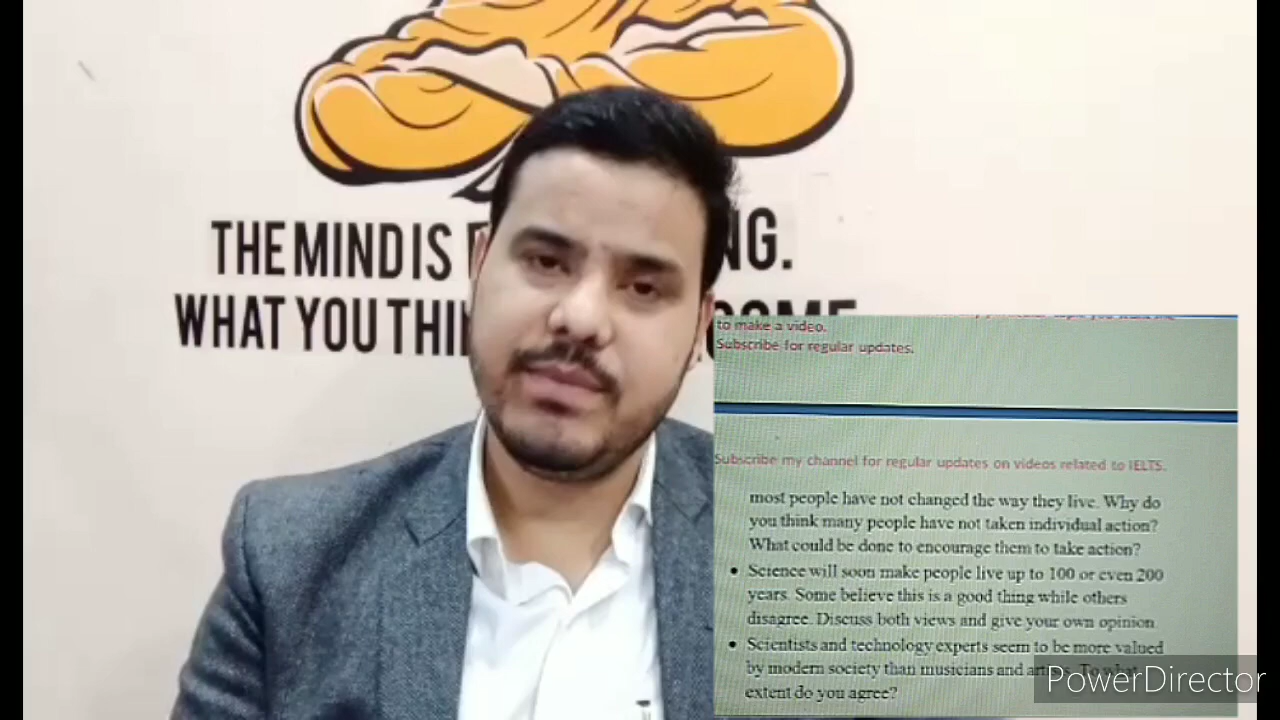 THE MIND IS
NG.
WHAT YOU THI
OME
to make a video.
Subscribe for regular updates.
Subscribe my channel for regular updates on videos related to IELTS.
most people have not changed the way they live. Why do
you think many people have not taken individual action?
What could be done to encourage them to take action?
• Science will soon make people live up to 100 or even 200
years. Some believe this is a good thing while others
disagree. Discuss both views and give your own opinion
• Scientists and technology experts seem to be more valued
by modern society than musicians and artists. To what
extent do you agree?
PowerDirector